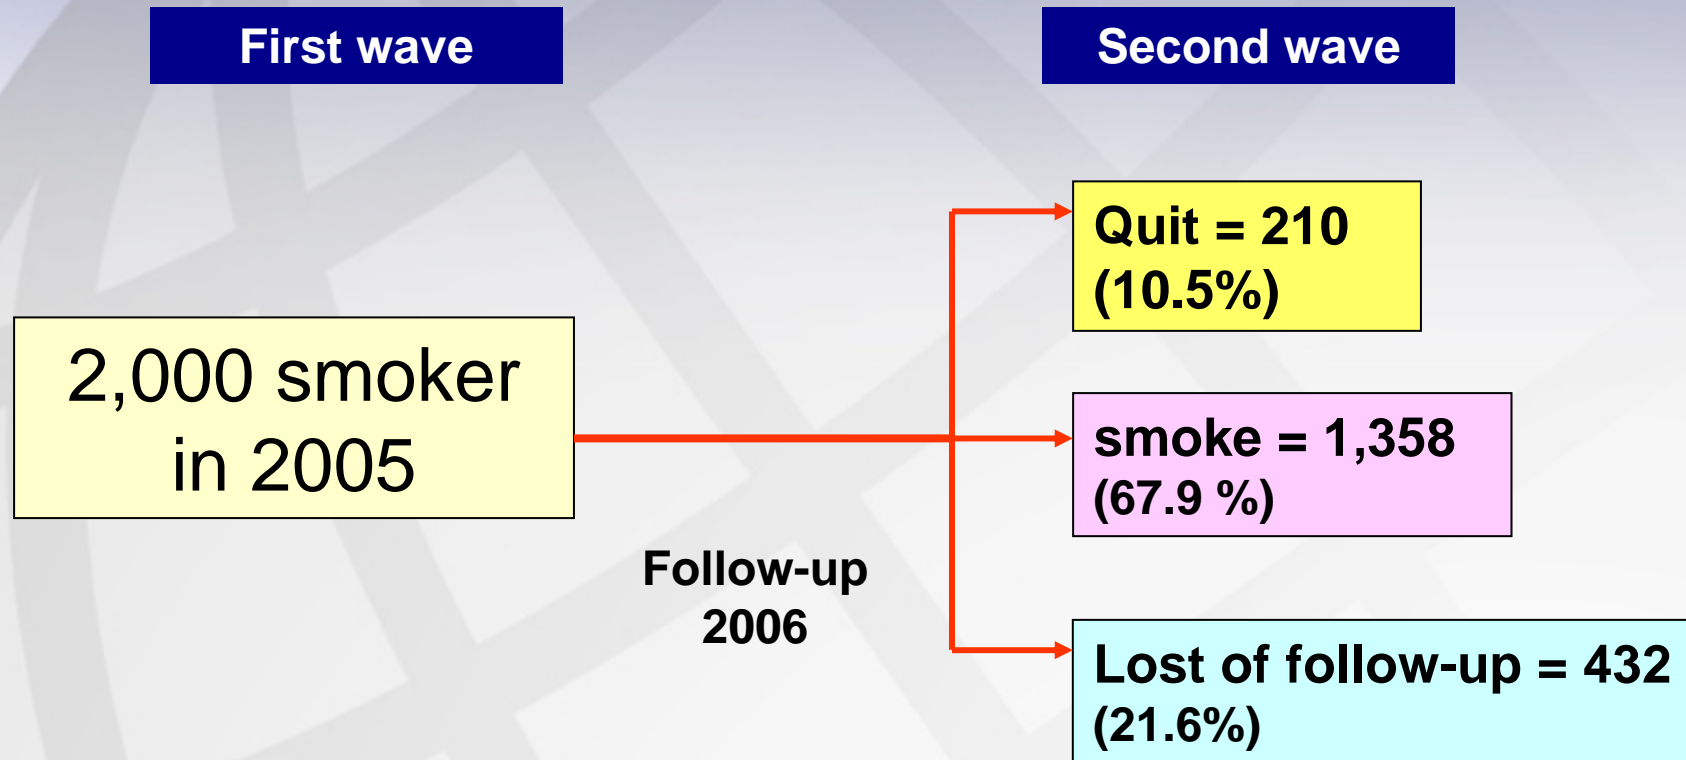 First wave
Second wave
Quit = 210
(10.5%)
2,000 smoker
in 2005
smoke = 1,358
(67.9 %)
Follow-up
2006
Lost of follow-up = 432
(21.6%)